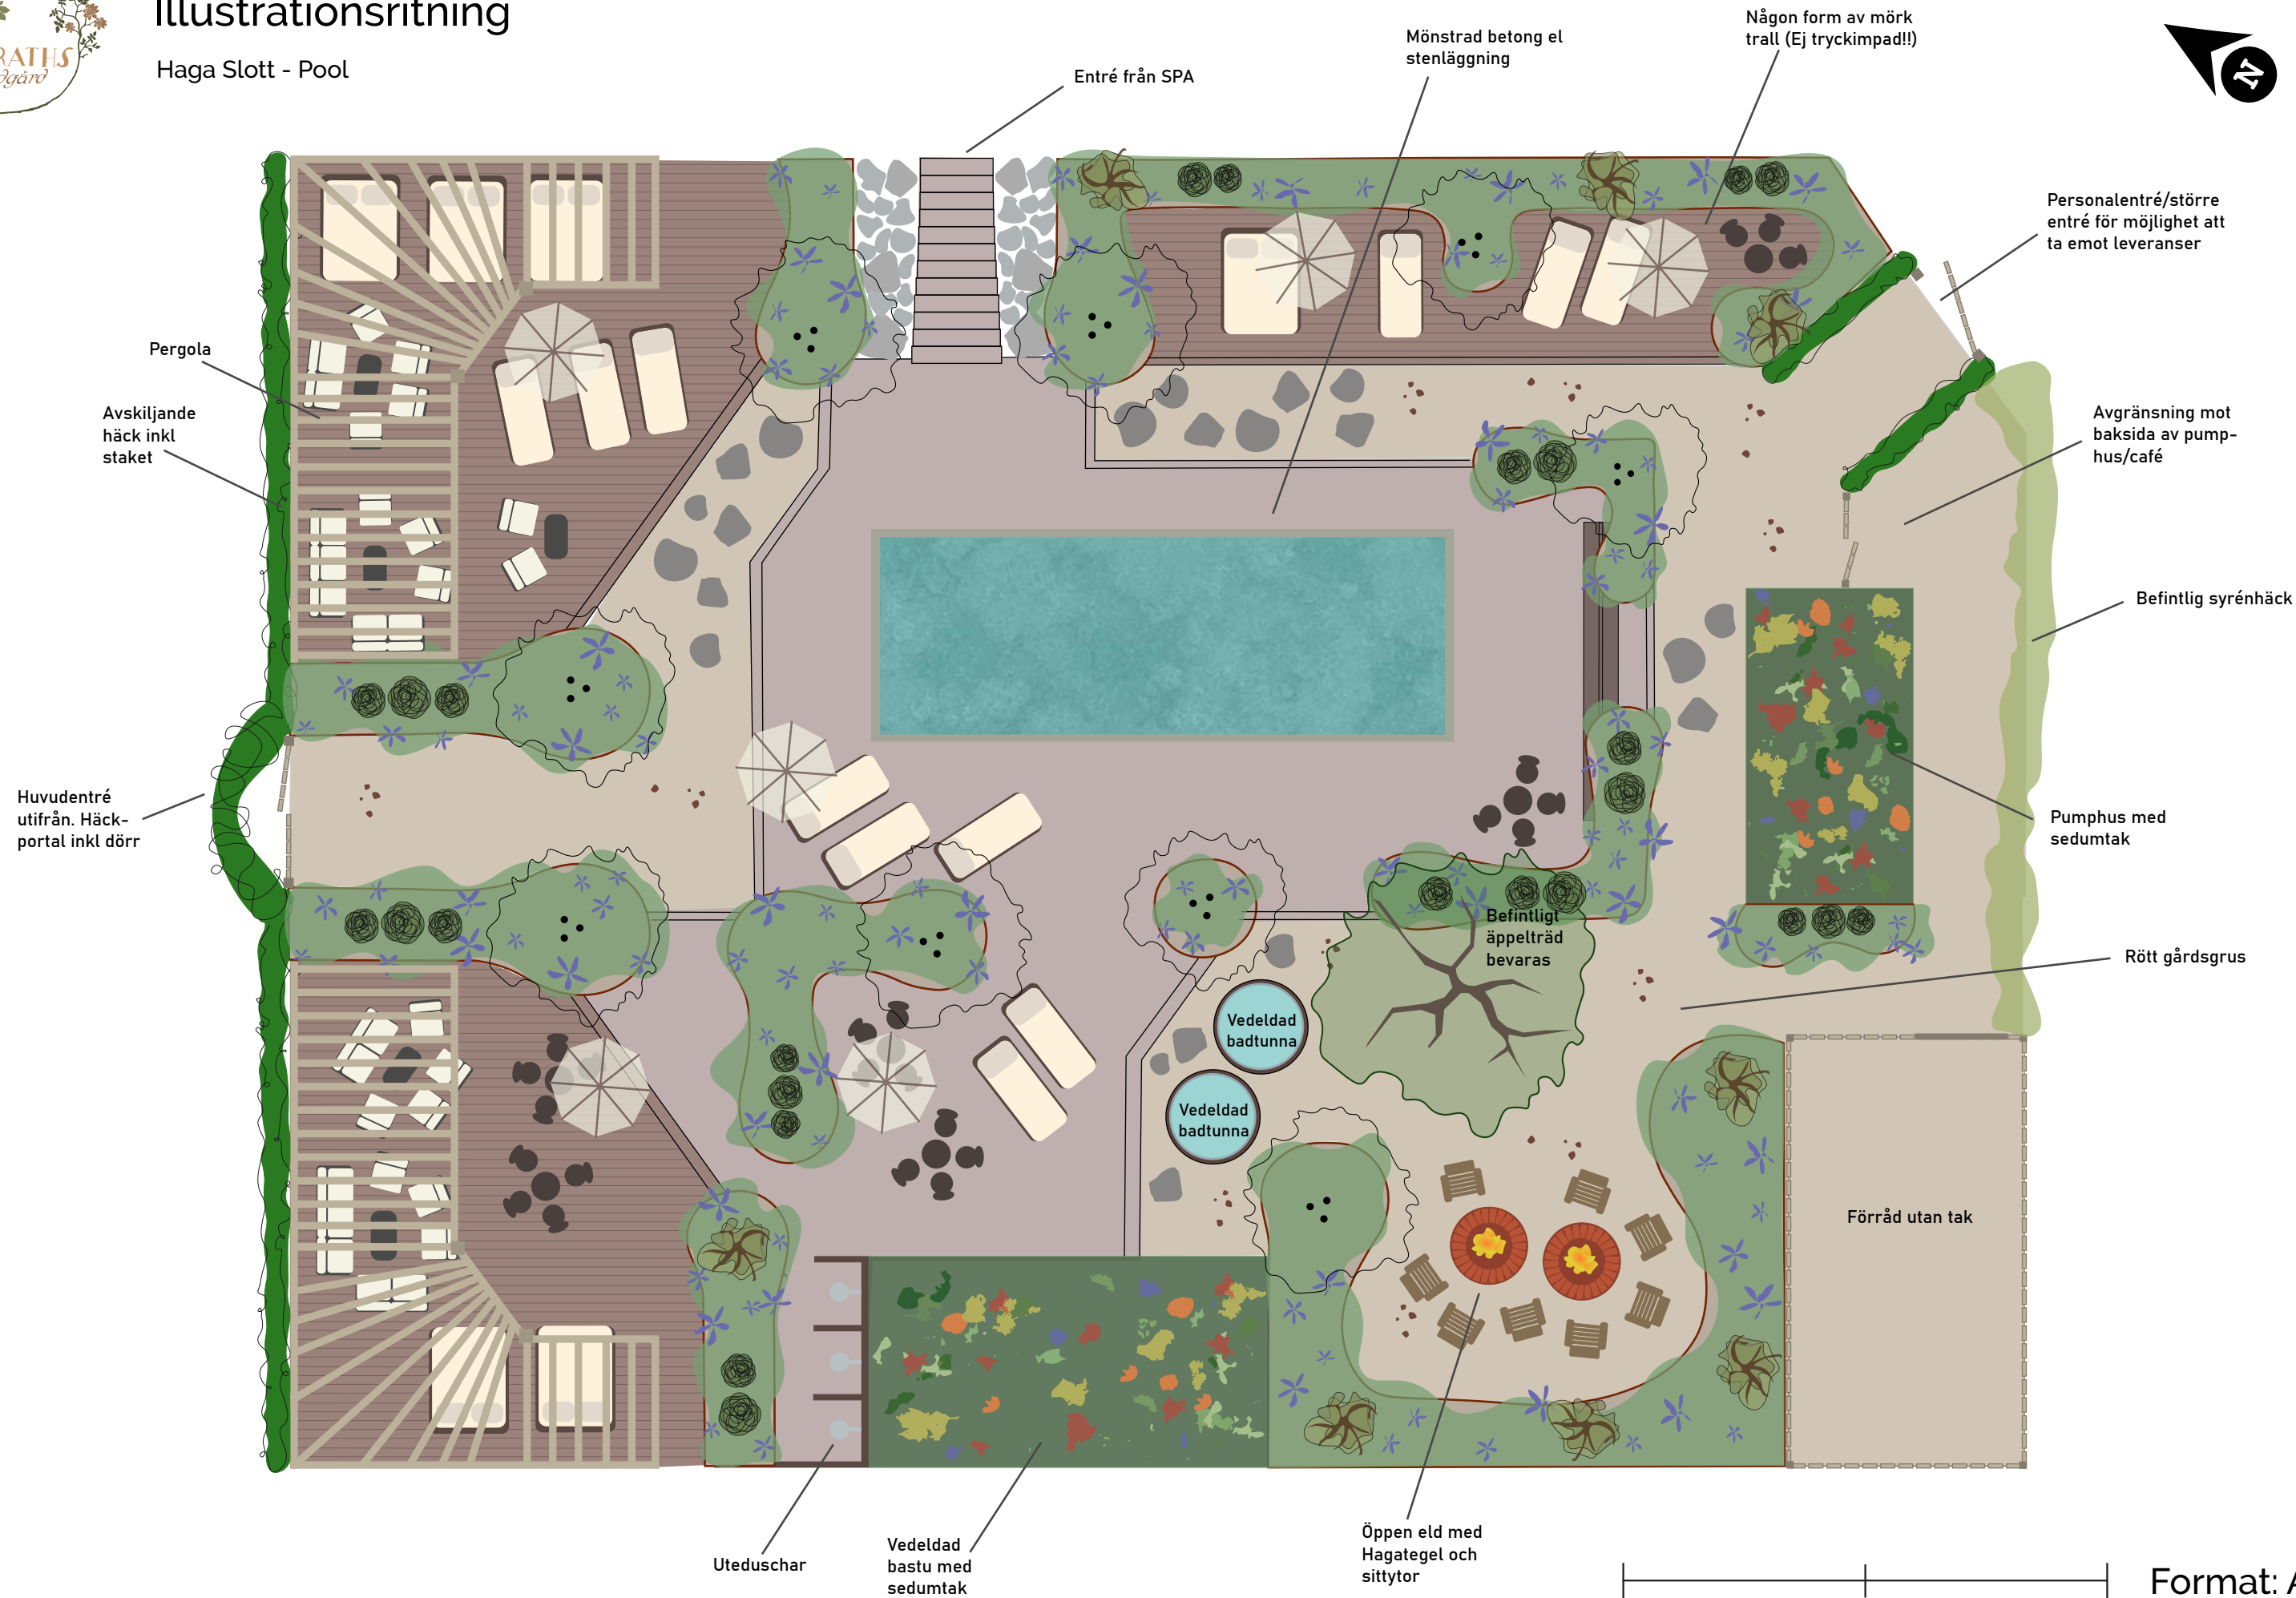 Illustrationsritning
Haga Slott - Pool
RATHS
Någon form av mörk
trall (Ej tryckimpad!!)
Mönstrad betong el
stenläggning
Entré från SPA
N
Personalentré/större
entré för möjlighet att
ta emot leveranser
Pergola
Avskiljande
häck inkl
staket
Avgränsning mot
baksida av pump-
hus/café
Befintlig syrénhäck
Huvudentré
utifrån. Häck-
portal inkl dörr
Pumphus med
sedumtak
Befintligt
äppelträd
bevaras
Rött gårdsgrus
Vedeldad
badtunna
Vedeldad
badtunna
Förråd utan tak
Uteduschar
Vedeldad
bastu med
sedumtak
Öppen eld med
Hagategel och
sittytor
Format: A